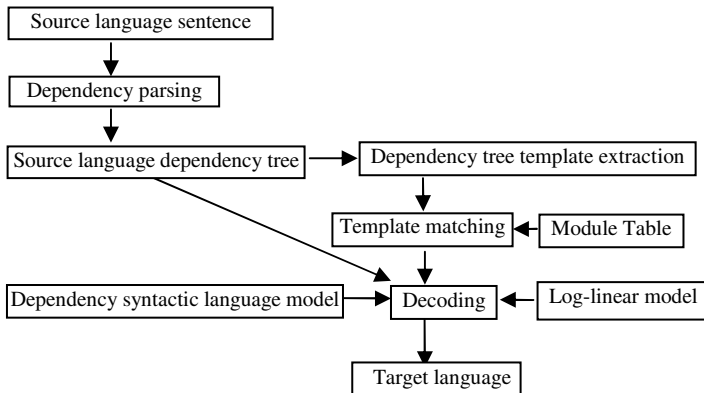 Source language sentence
Dependency parsing
Source language dependency tree
Dependency tree template extraction
Template matching
Module Table
Dependency syntactic language model
Decoding
Log-linear model
Target language